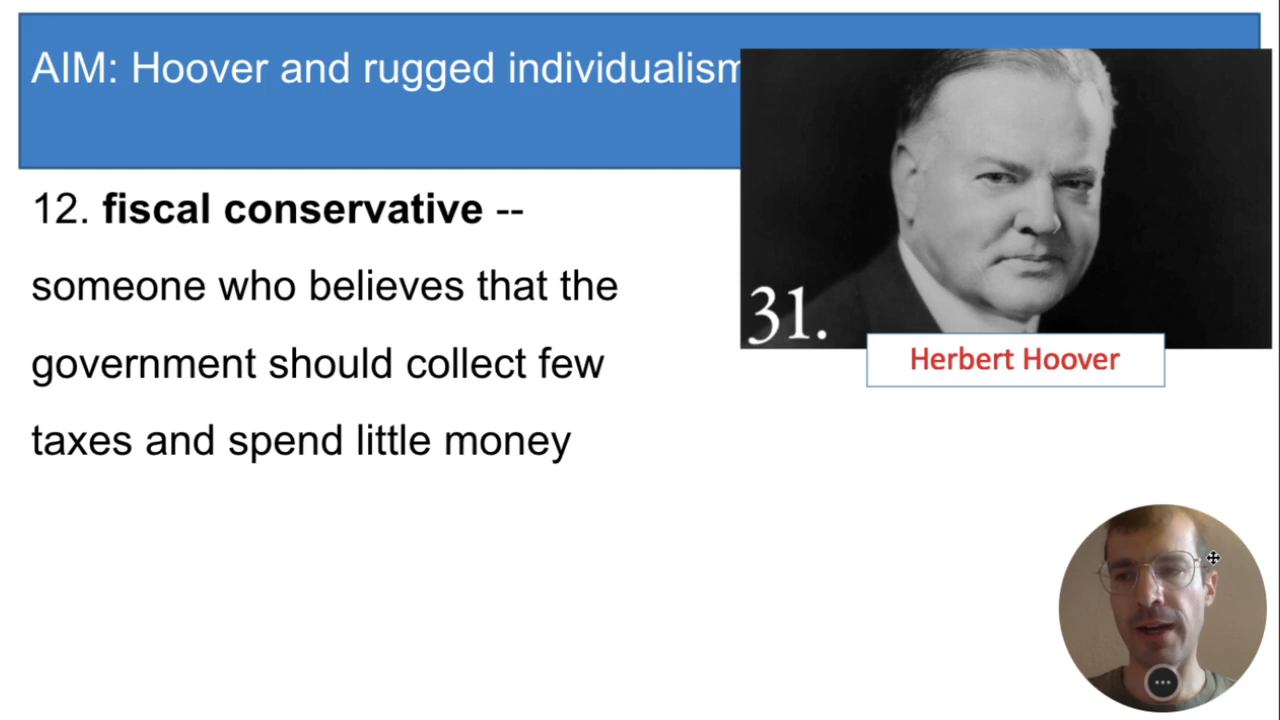 AIM: Hoover and rugged individualism
12. fiscal conservative --
someone who believes that the
government should collect few
taxes and spend little money
31.
Herbert Hoover